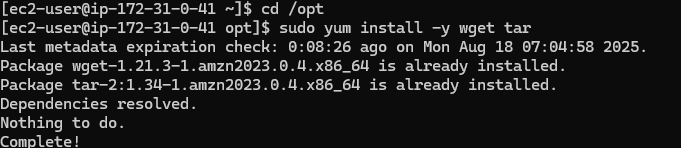 [ec2-user@ip-172-31-0-41 ~]$ cd /opt
[ec2-user@ip-172-31-0-41 opt]$ sudo yum install -y wget tar
Last metadata expiration check: 0:08:26 ago on Mon Aug 18 07:04:58 2025.
Package wget-1.21.3-1.amzn2023.0.4.x86_64 is already installed.
Package tar-2:1.34-1.amzn2023.0.4.x86_64 is already installed.
Dependencies resolved.
Nothing to do.
Complete!